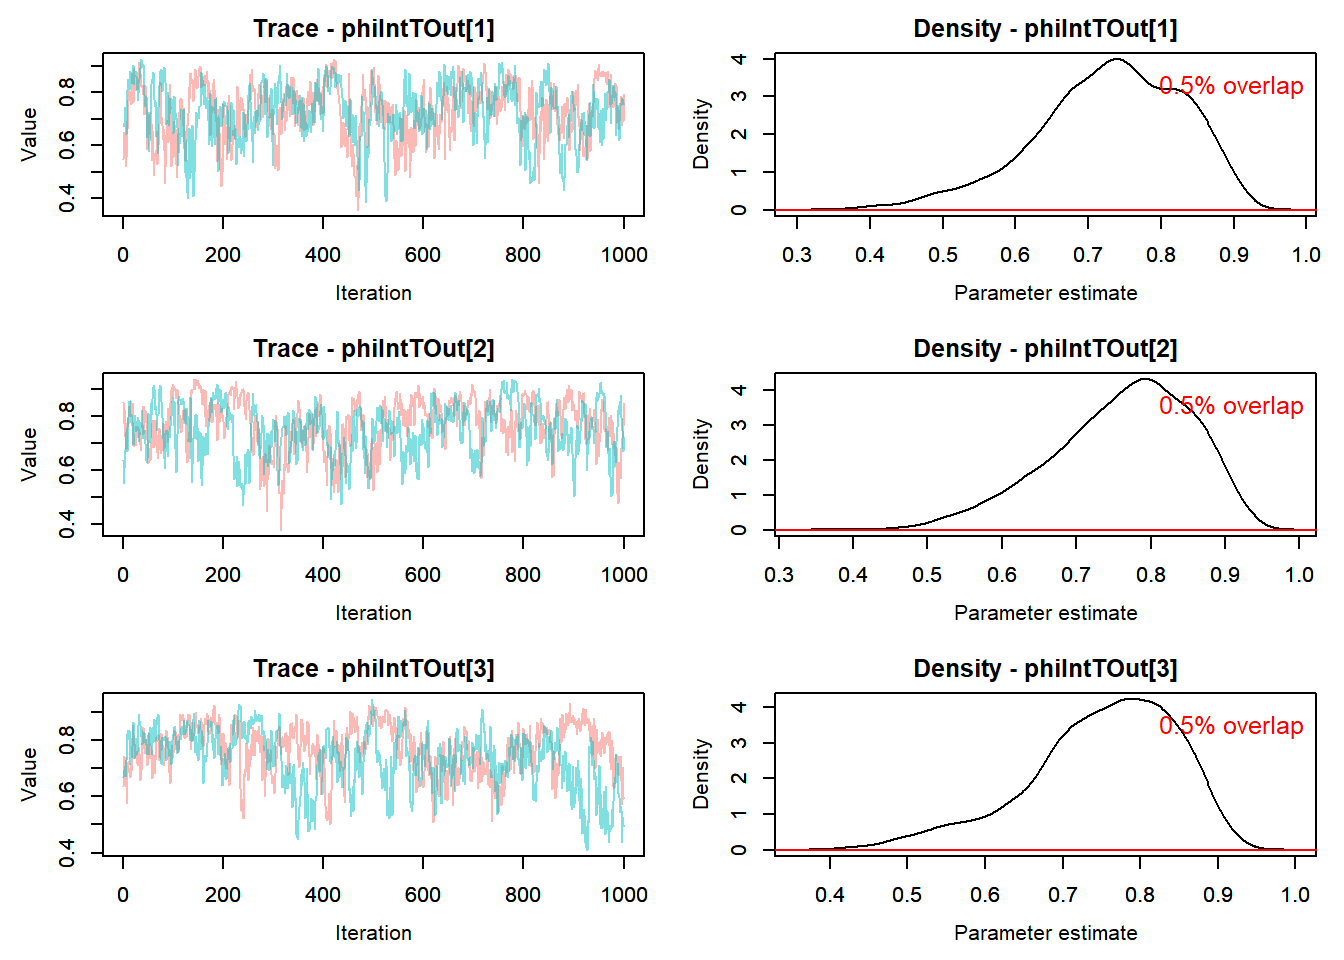 Trace - phiIntTOut[1]
Value
0.4 0.6 0.8
0 200 400 600 800 1000
Iteration
Density - phiIntTOut[1]
Density
0 1 2 3 4
0.5% overlap
0.3 0.4 0.5 0.6 0.7 0.8 0.9 1.0
Parameter estimate
Trace - phiIntTOut[2]
Value
0.4 0.6 0.8
0 200 400 600 800 1000
Iteration
Density - phiIntTOut[2]
Density
0 1 2 3 4
0.5% overlap
0.3 0.4 0.5 0.6 0.7 0.8 0.9 1.0
Parameter estimate
Trace - phiIntTOut[3]
Value
0.4 0.6 0.8
0 200 400 600 800 1000
Iteration
Density - phiIntTOut[3]
Density
0 1 2 3 4
0.5% overlap
0.4 0.5 0.6 0.7 0.8 0.9 1.0
Parameter estimate